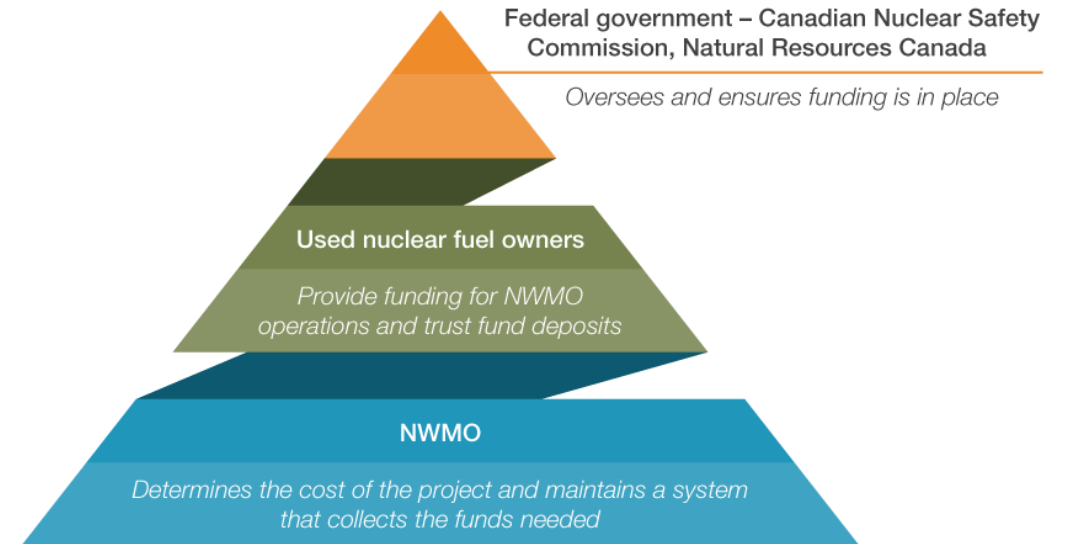 Federal government – Canadian Nuclear Safety
Commission, Natural Resources Canada
Oversees and ensures funding is in place
Used nuclear fuel owners
Provide funding for NWMO
operations and trust fund deposits
NWMO
Determines the cost of the project and maintains a system
that collects the funds needed